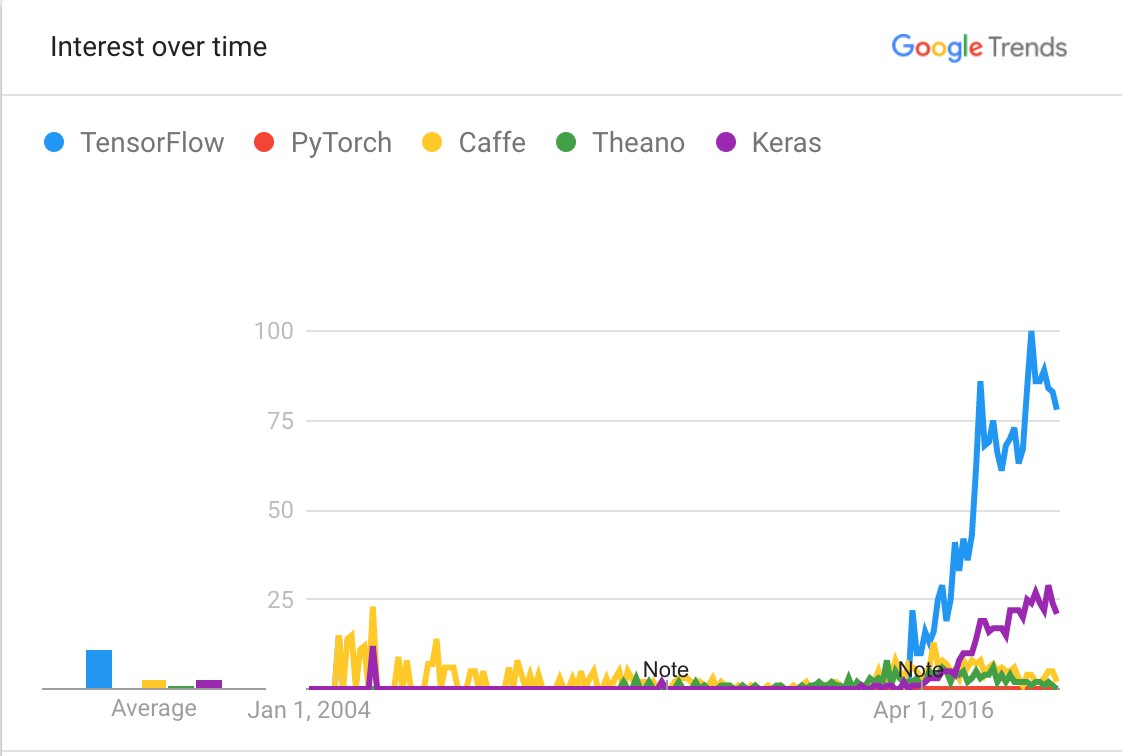 Interest over time
Google Trends
TensorFlow PyTorch Caffe Theano Keras
100
75
50
25
Note Note
Average Jan 1, 2004 Apr 1, 2016